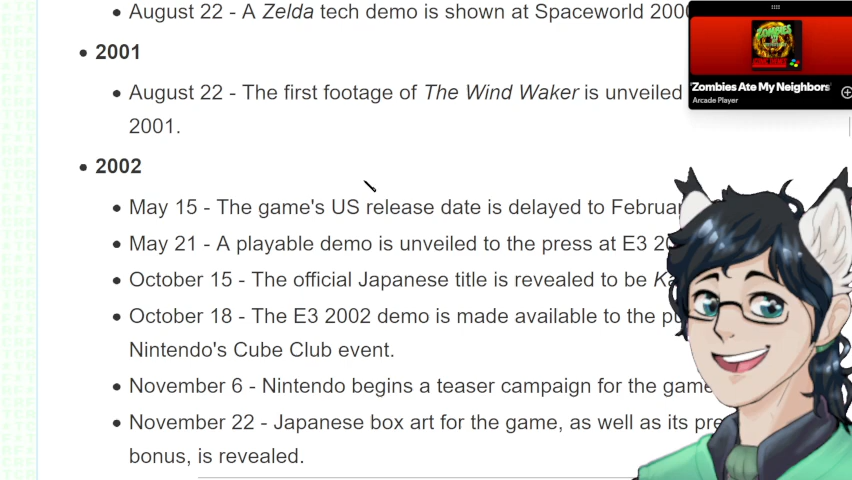 August 22 - A Zelda tech demo is shown at Spaceworld 200
2001
August 22 - The first footage of The Wind Waker is unveiled
2001.
2002
May 15 - The game's US release date is delayed to
May 21 - A playable demo is unveiled to the press at E3
October 15 - The official Japanese title is revealed to be
October 18 - The E3 2002 demo is made available to the
Nintendo's Cube Club event.
November 6 - Nintendo begins a teaser campaign for the game
November 22 - Japanese box art for the game, as well as its
bonus, is revealed.
ZOMBIES
'Zombies Ate My Neighbors'
Arcade Player